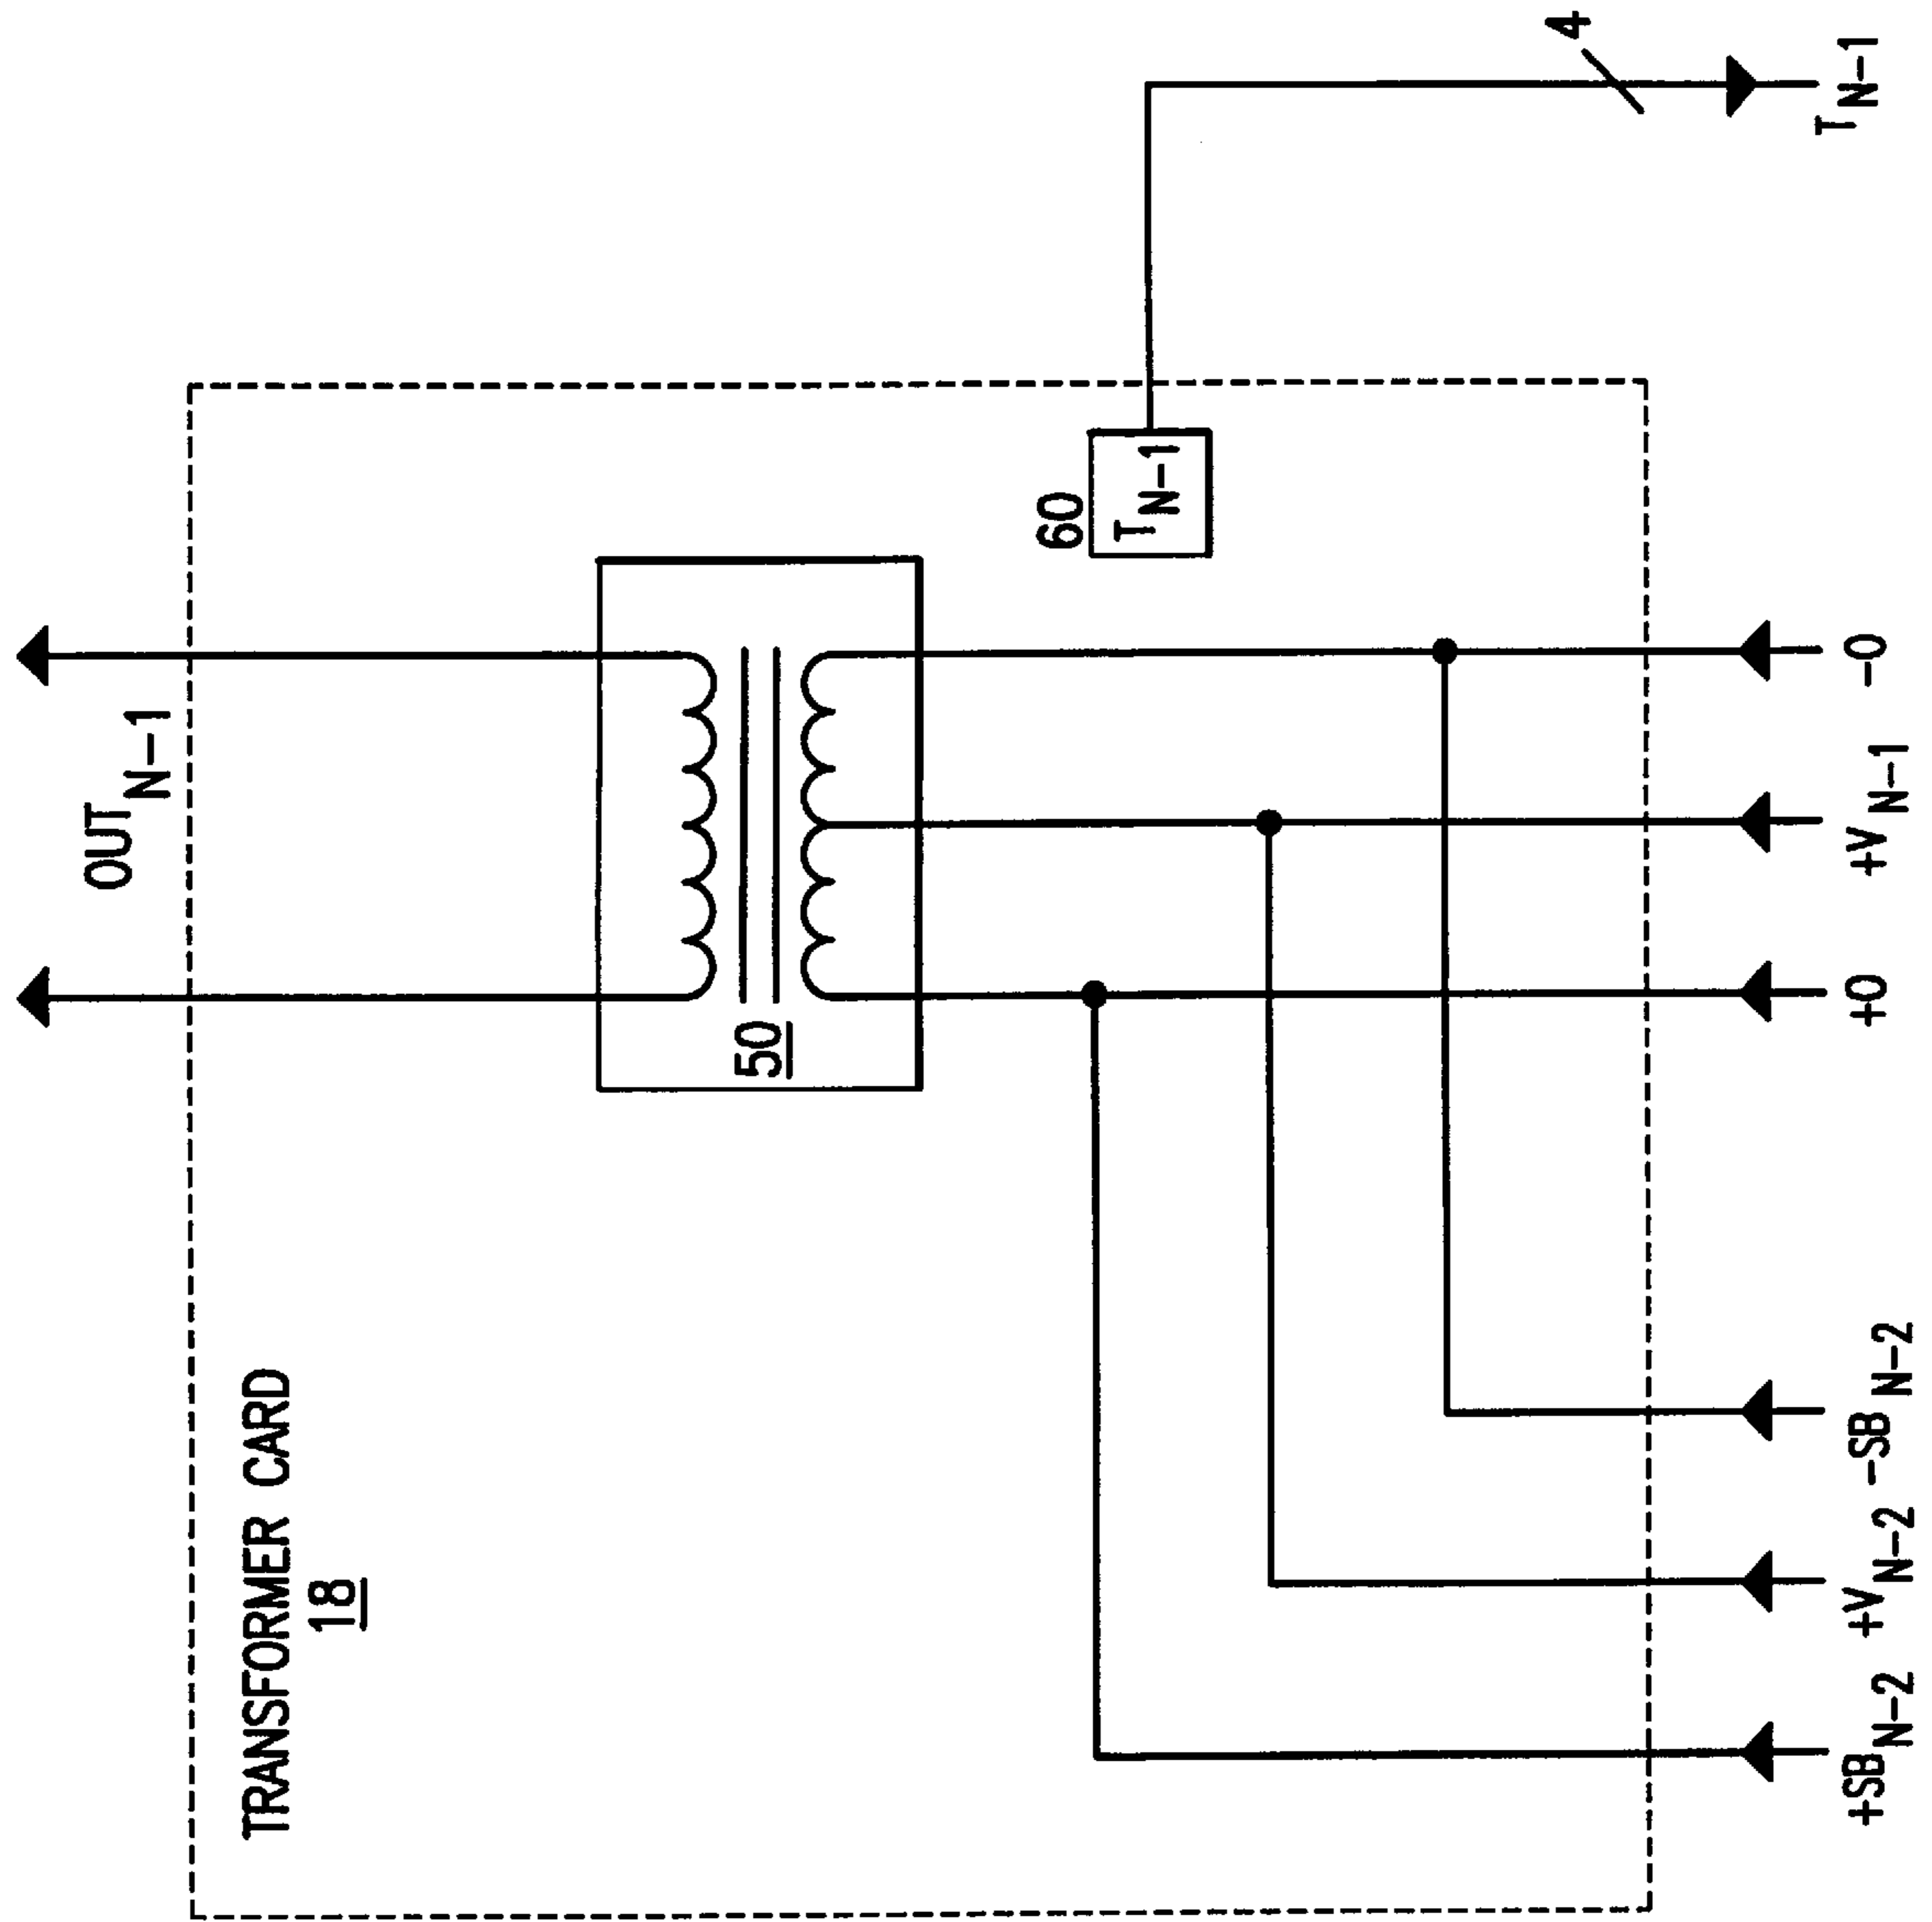 TRANSFORMER CARD
18
OUT N-1
50
60
T N-1
4
T N-1
+SB N-2
+V N-2
-SB N-2
+0
+V N-1
-0